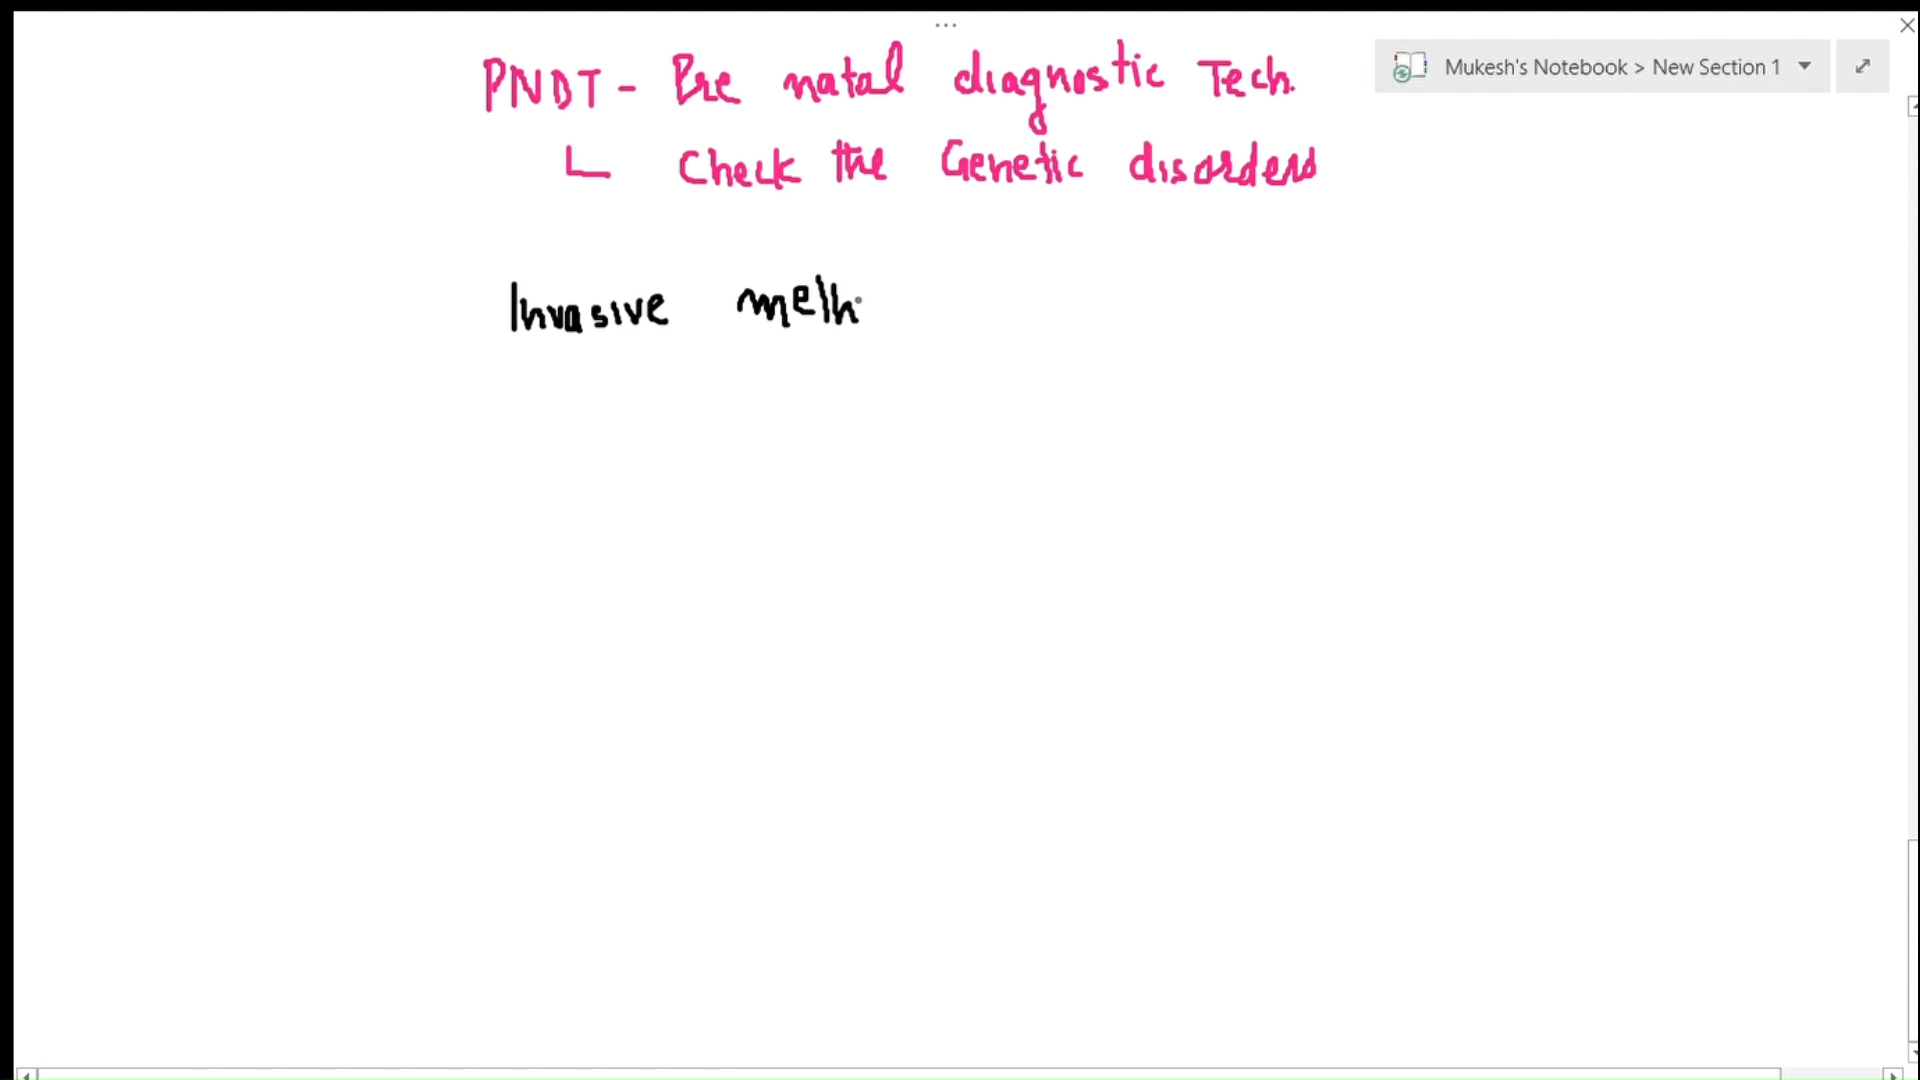 PNDT - Pre natal diagnostic Tech.
Mukesh's Notebook > New Section 1
Check the Genetic disorders
Invasive meth